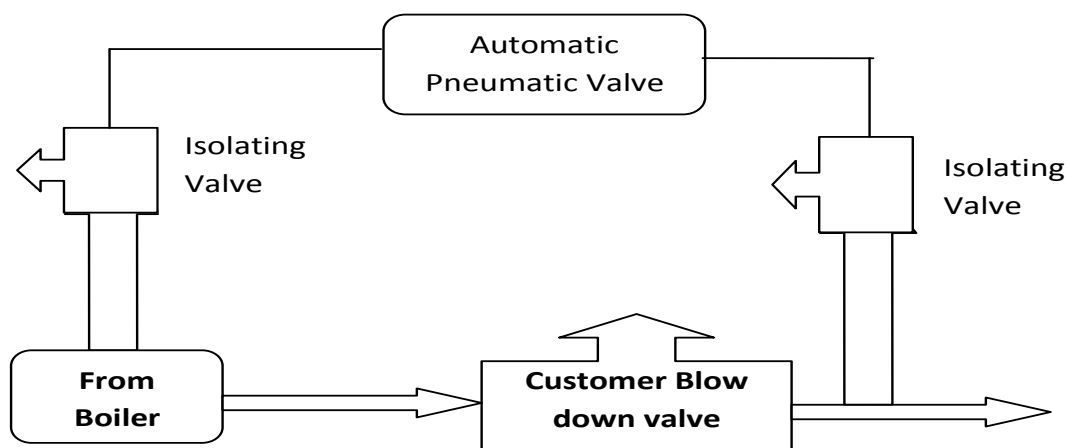 Automatic
Pneumatic Valve
Isolating
Valve
Isolating
Valve
From
Boiler
Customer Blow
down valve